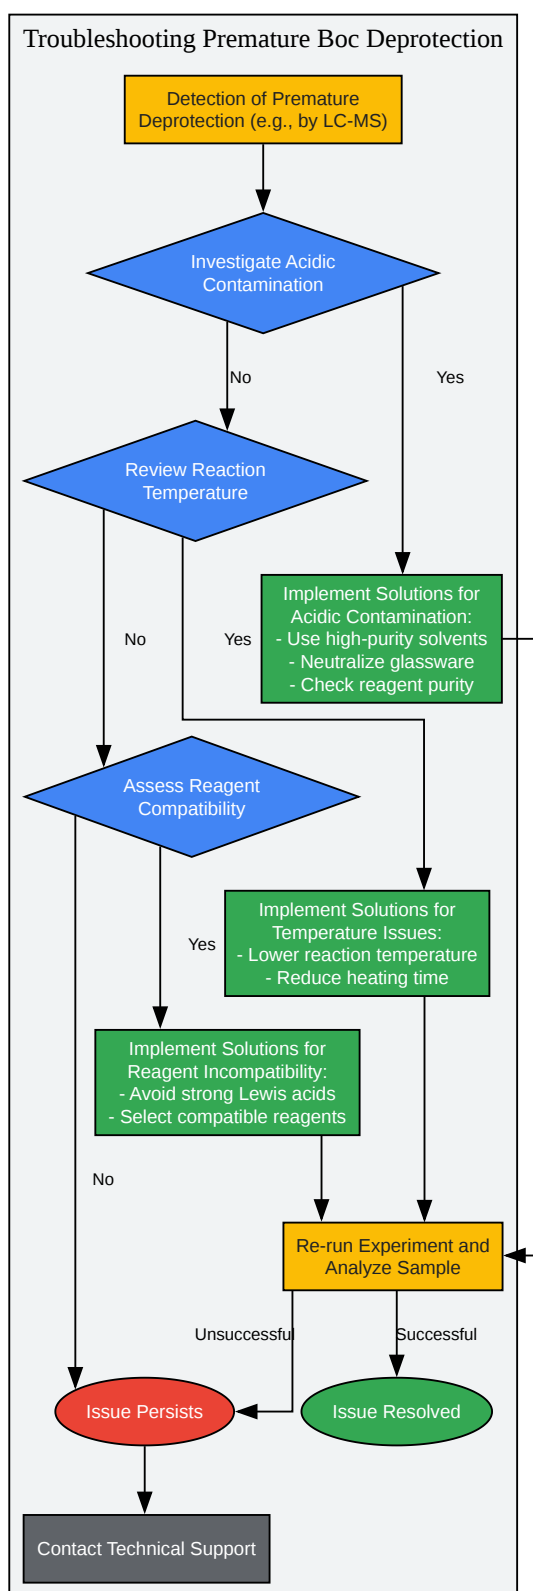 Troubleshooting Premature Boc Deprotection
Detection of Premature
Deprotection (e.g., by LC-MS)
Investigate Acidic
Contamination
No
Yes
Review Reaction
Temperature
Implement Solutions for
Acidic Contamination:
- Use high-purity solvents
- Neutralize glassware
- Check reagent purity
No
Yes
Assess Reagent
Compatibility
Implement Solutions for
Temperature Issues:
- Lower reaction temperature
- Reduce heating time
Yes
Implement Solutions for
Reagent Incompatibility:
- Avoid strong Lewis acids
- Select compatible reagents
No
Re-run Experiment and
Analyze Sample
Unsuccessful
Successful
Issue Persists
Issue Resolved
Contact Technical Support